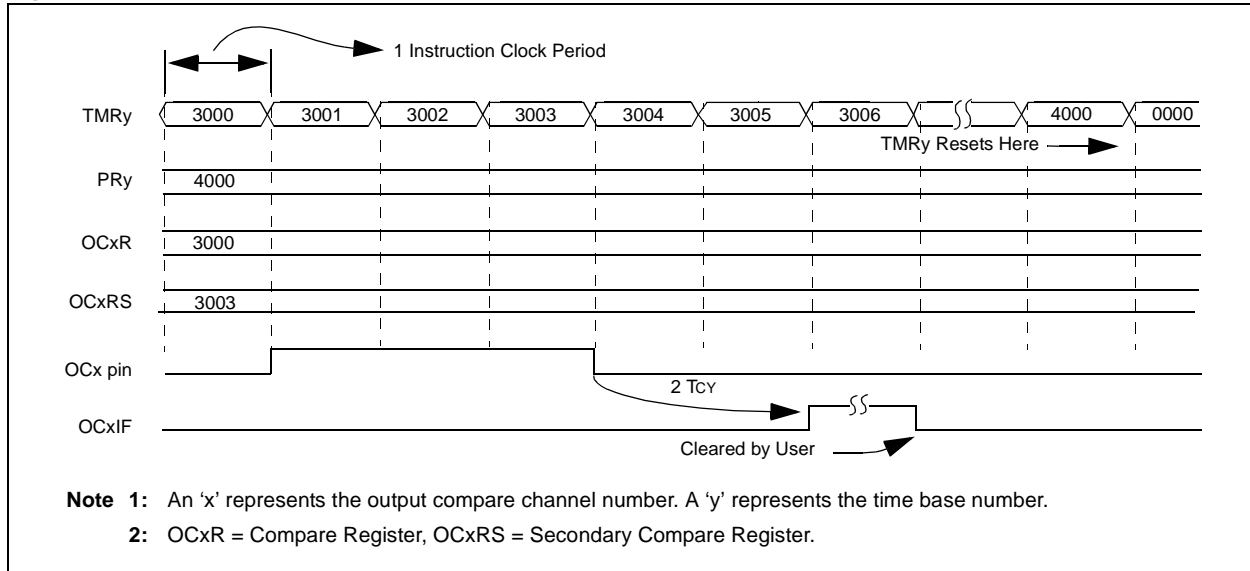 1 Instruction Clock Period
TMRy 3000 3001 3002 3003 3004 3005 3006 4000 0000
TMRy Resets Here
PRy 4000
OCxR 3000
OCxRS 3003
OCx pin
2 TCY
OCxIF
Cleared by User
Note 1: An ‘x’ represents the output compare channel number. A ‘y’ represents the time base number.
2: OCxR = Compare Register, OCxRS = Secondary Compare Register.